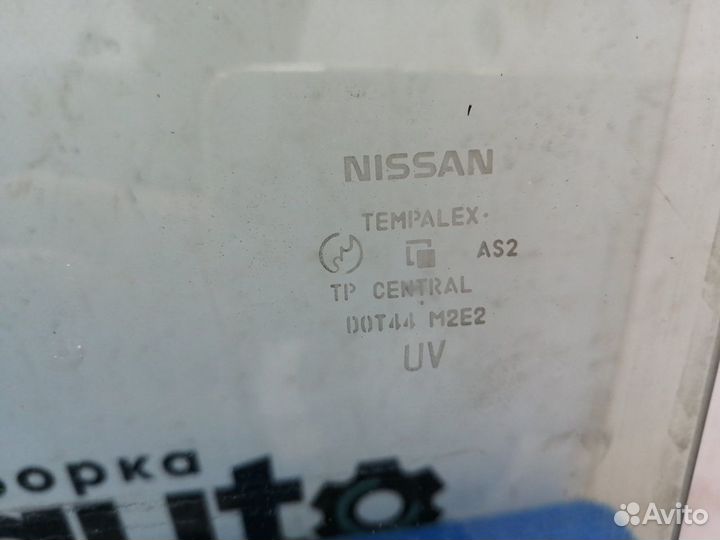 NISSAN
TEMPALEX
AS2
TP CENTRAL
DOT44 M2E2
UV
Avito